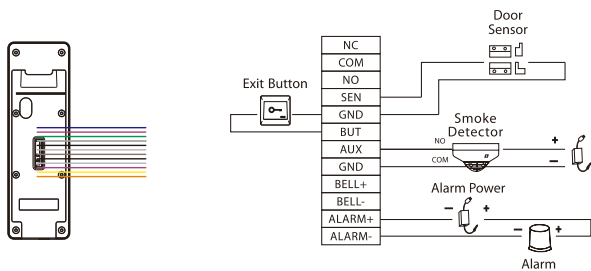 Door
Sensor
NC
COM
NO
SEN
GND
BUT
AUX
GND
BELL+
BELL-
ALARM+
ALARM-
Exit Button
Smoke
Detector
NO
COM
+
–
Alarm Power
– +
– +
Alarm